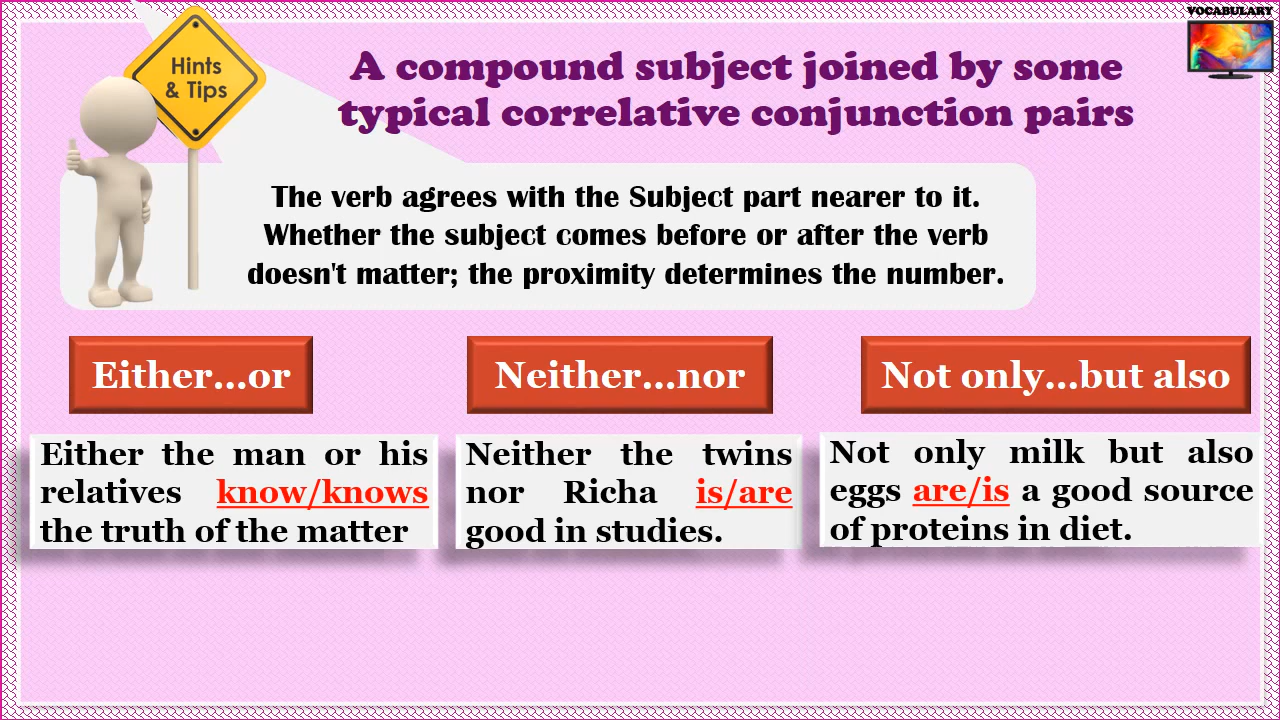 VOCABULARY
Hints
& Tips
A compound subject joined by some
typical correlative conjunction pairs
The verb agrees with the Subject part nearer to it.
Whether the subject comes before or after the verb
doesn't matter; the proximity determines the number.
Either...or
Neither...nor
Not only...but also
Either the man or his
relatives know/knows
the truth of the matter
Neither the twins
nor Richa is/are
good in studies.
Not only milk but also
eggs are/is a good source
of proteins in diet.